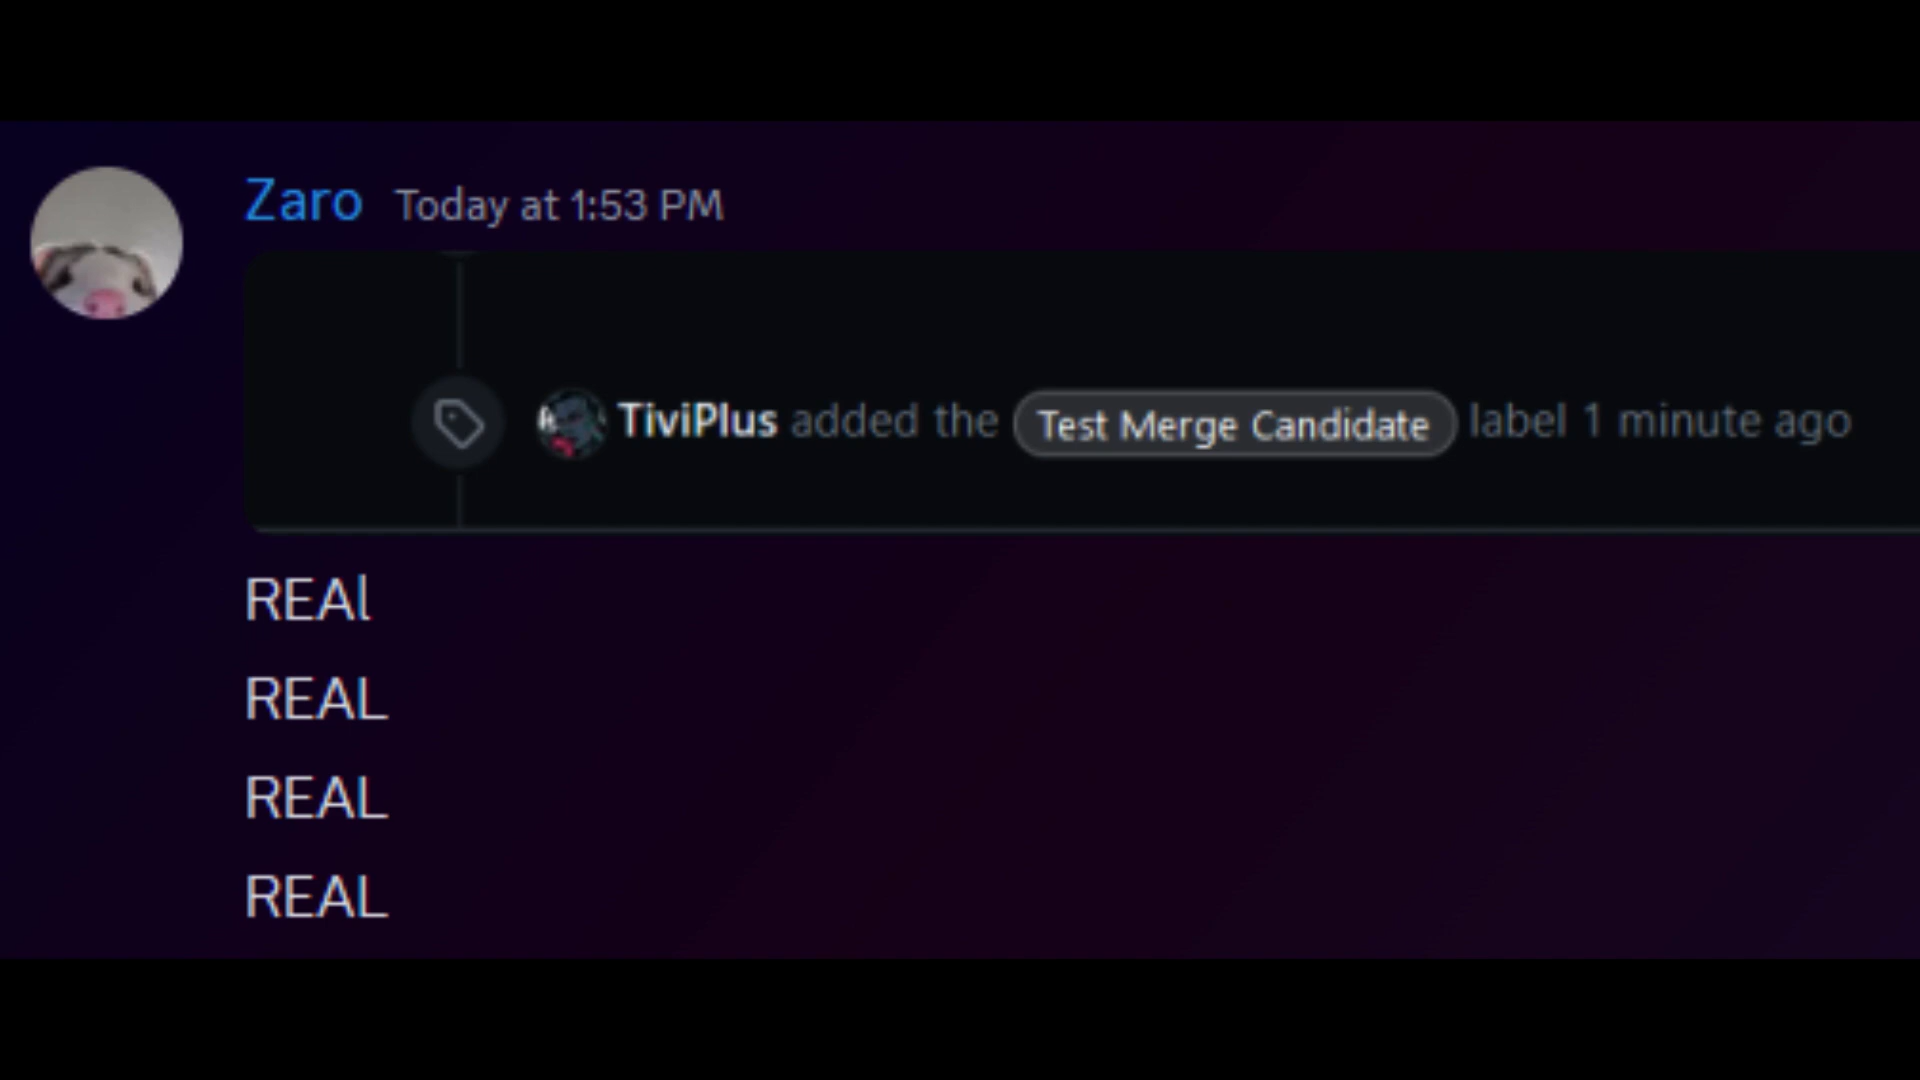 Zaro Today at 1:53 PM
TiviPlus added the Test Merge Candidate label 1 minute ago
REAl
REAL
REAL
REAL